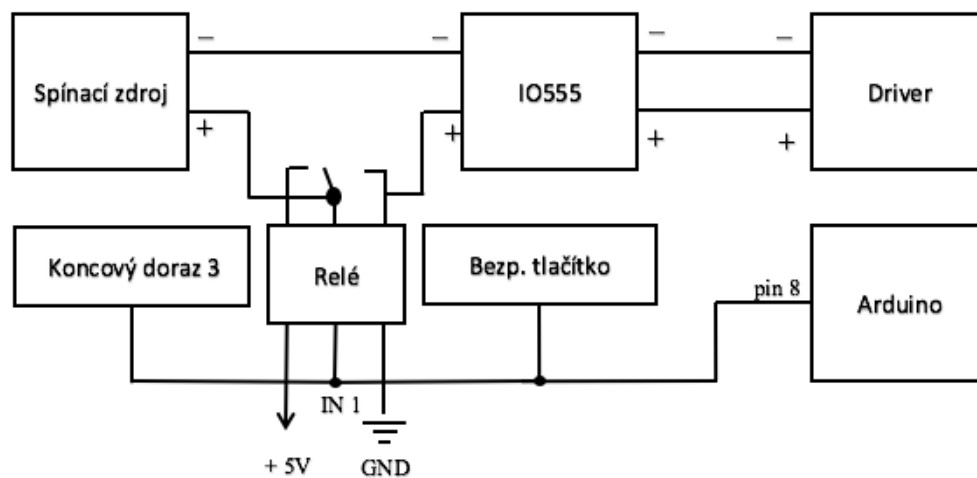 − − − −
Spínací zdroj IO555 Driver
+ + + +
Koncový doraz 3 Relé Bezp. tlačítko
pin 8 Arduino
IN 1
+ 5V GND